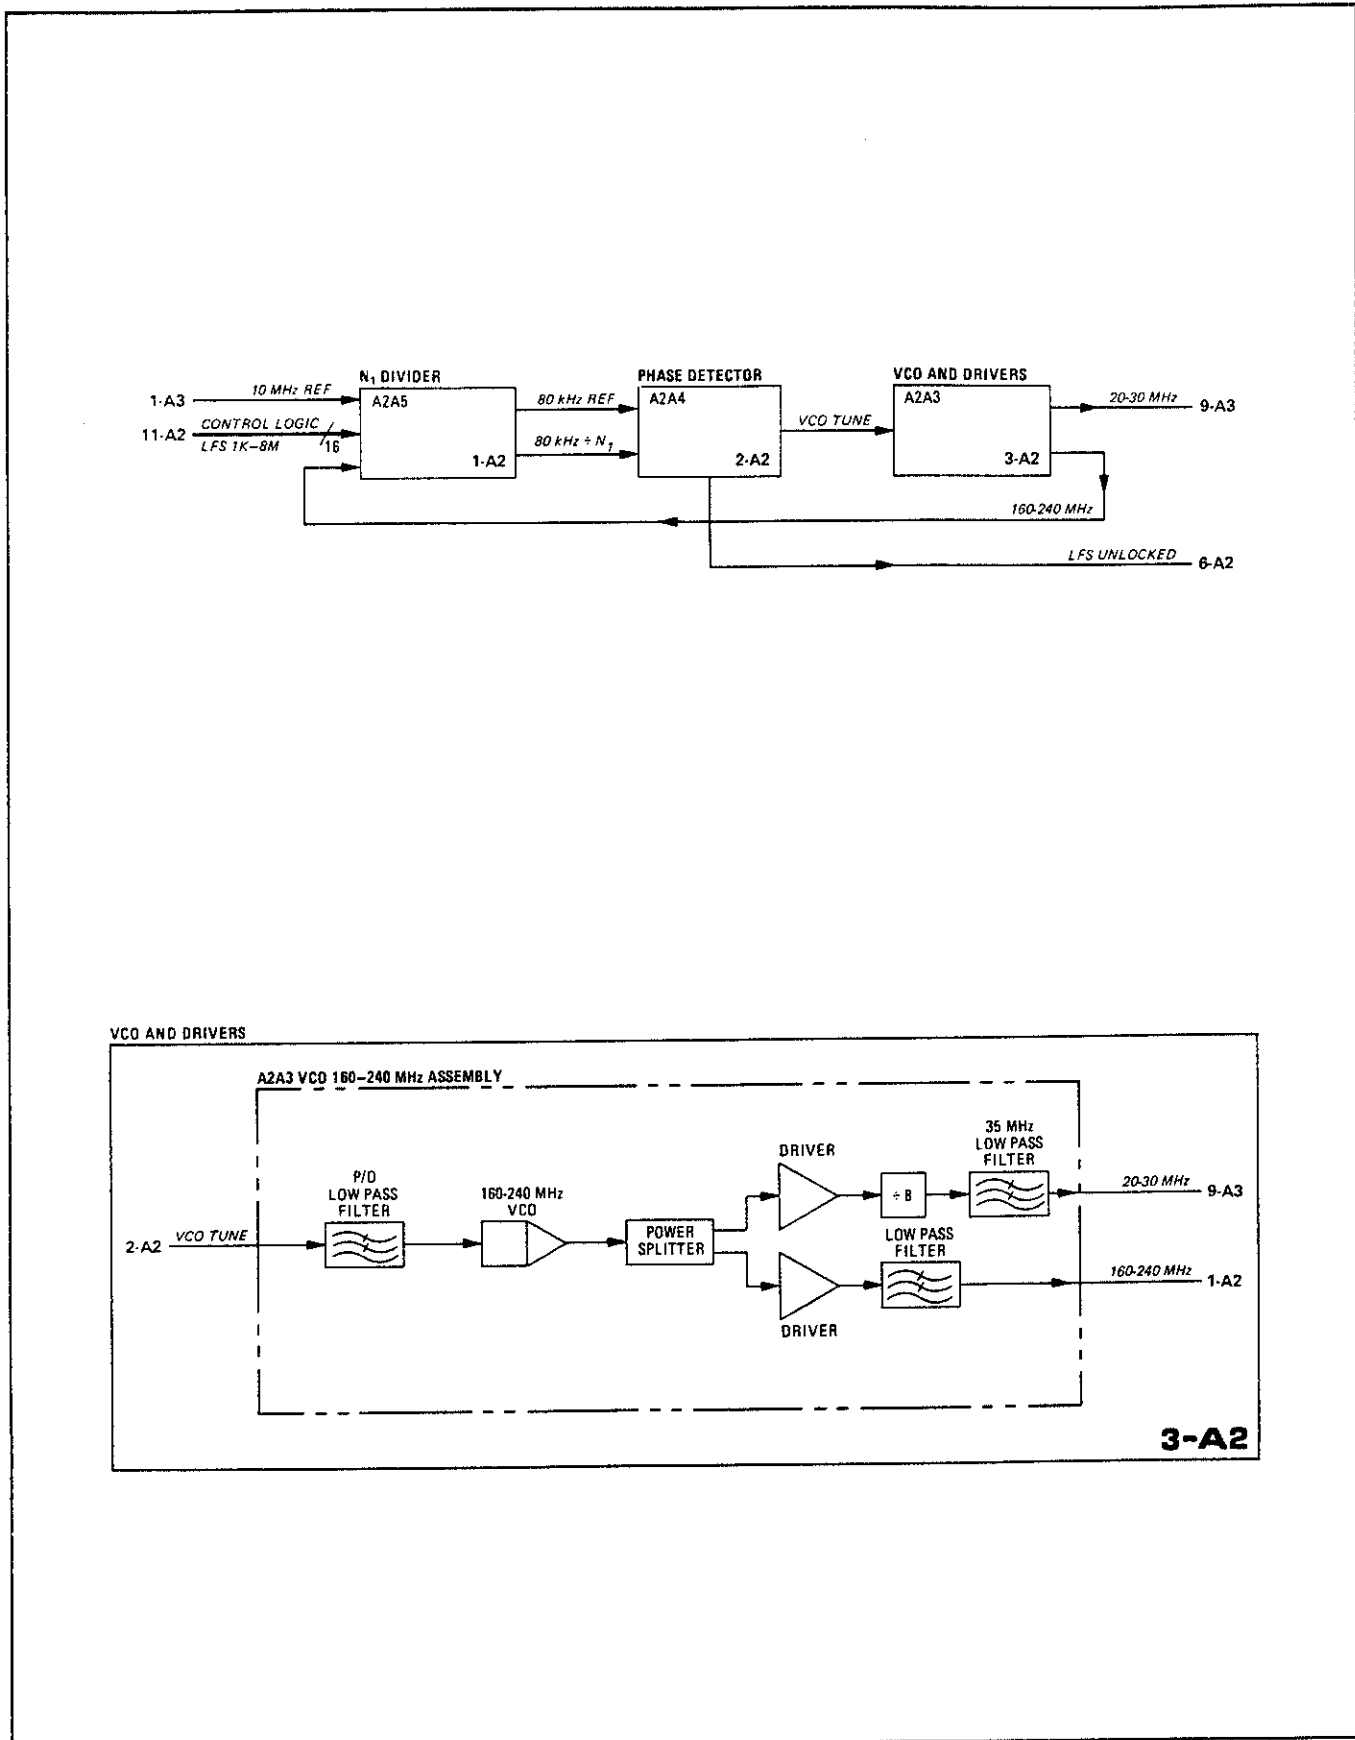 N₁ DIVIDER
PHASE DETECTOR
VCO AND DRIVERS
1-A3
10 MHz REF
A2A5
80 kHz REF
A2A4
VCO TUNE
A2A3
20-30 MHz
9-A3
11-A2
CONTROL LOGIC
LFS 1K–8M
/16
1-A2
80 kHz ÷ N₁
2-A2
3-A2
160-240 MHz
LFS UNLOCKED
6-A2
VCO AND DRIVERS
A2A3 VCO 160–240 MHz ASSEMBLY
2-A2
VCO TUNE
P/D
LOW PASS
FILTER
160-240 MHz
VCO
POWER
SPLITTER
DRIVER
÷ 8
35 MHz
LOW PASS
FILTER
20-30 MHz
9-A3
DRIVER
LOW PASS
FILTER
160-240 MHz
1-A2
3-A2